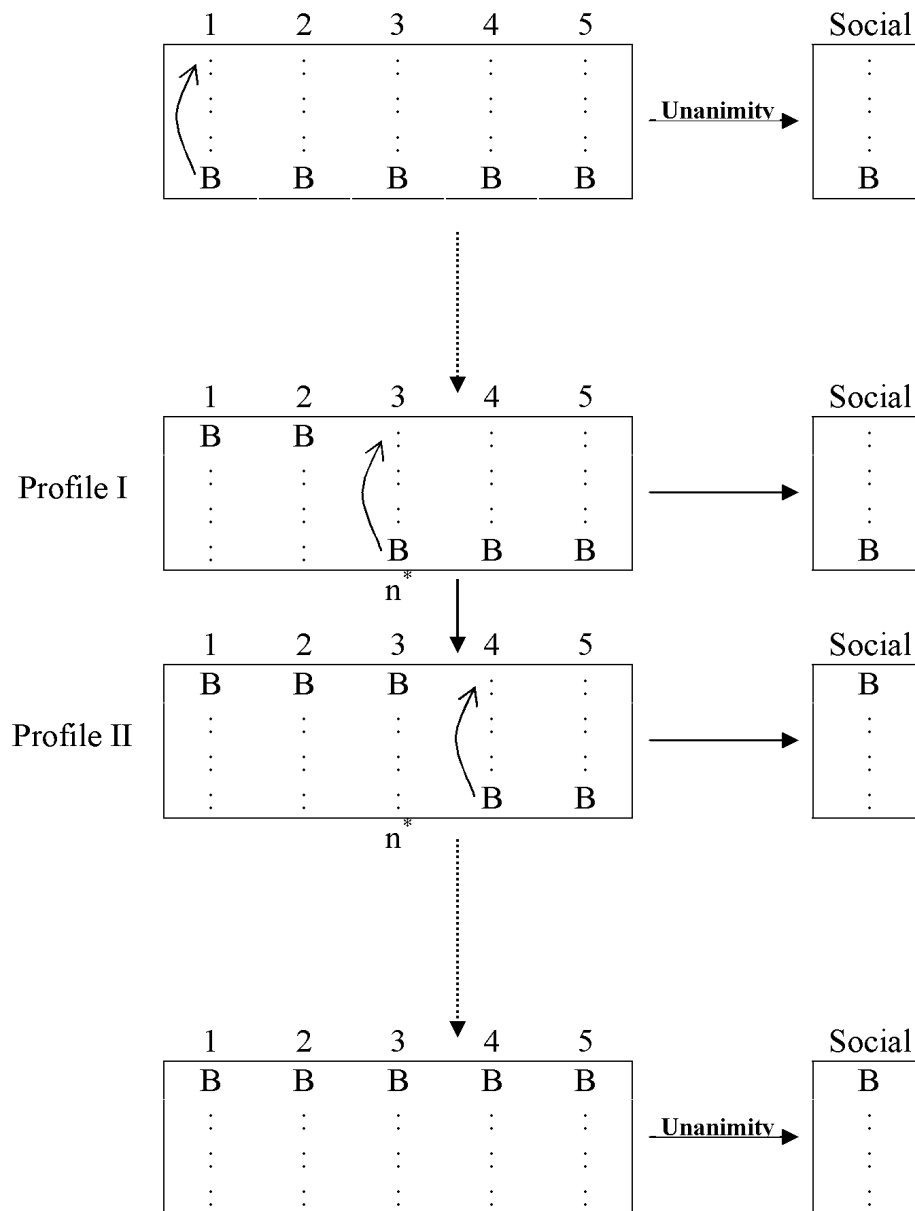 1 2 3 4 5 Social
: : : : : :
: : : : : :
: : : : : :
Unanimity
B B B B B B
1 2 3 4 5 Social
B B : : : :
Profile I
: : : : : :
: : : : : :
: : B B B B
n*
1 2 3 4 5 Social
B B B : : B
Profile II
: : : : : :
: : : : : :
: : : B B :
n*
1 2 3 4 5 Social
B B B B B B
Unanimity
: : : : : :
: : : : : :
: : : : : :